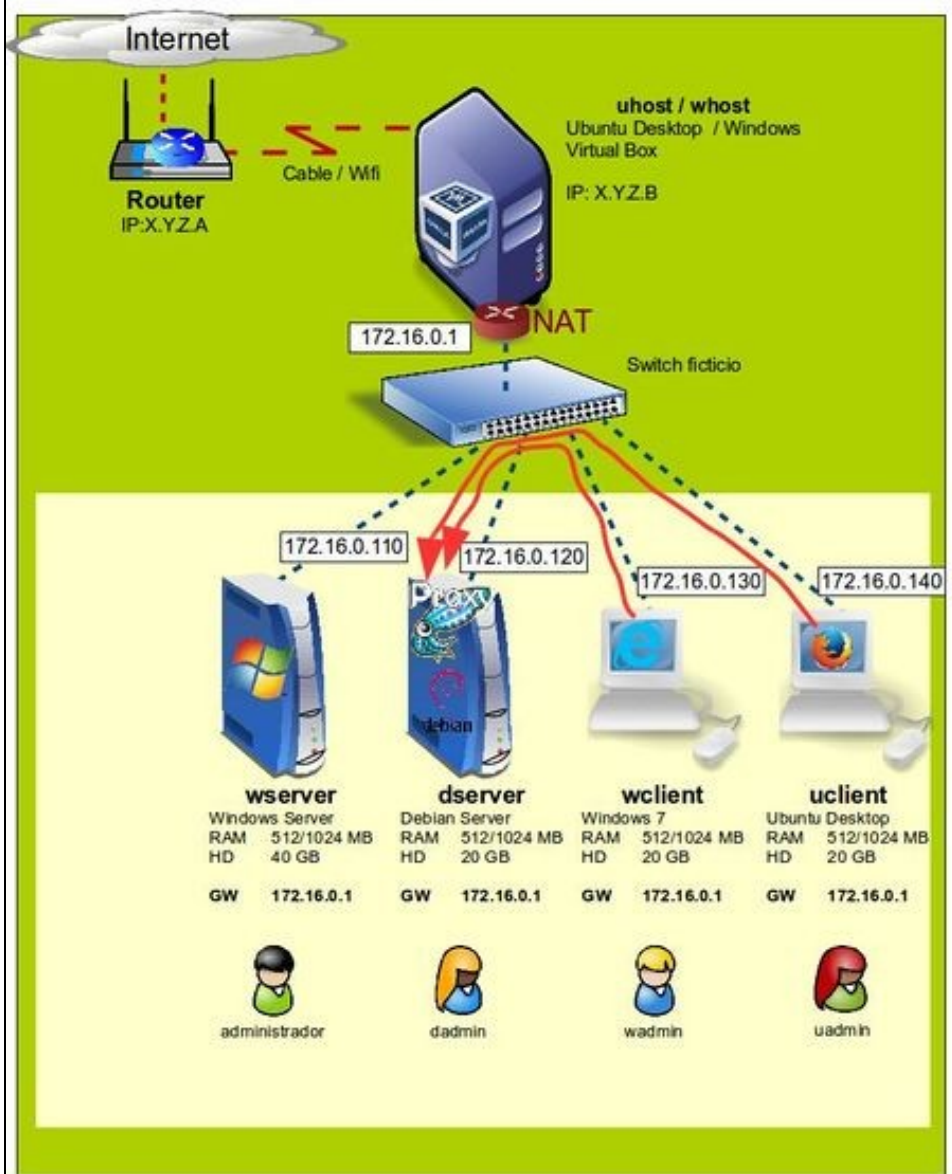 Internet
uhost / whost
Ubuntu Desktop / Windows
Virtual Box
IP: X.Y.Z.B
Cable / Wifi
Router
IP:X.Y.Z.A
NAT
172.16.0.1
Switch ficticio
172.16.0.110
172.16.0.120
172.16.0.130
172.16.0.140
debian
wserver
Windows Server
RAM 512/1024 MB
HD 40 GB
GW 172.16.0.1
administrador
dserver
Debian Server
RAM 512/1024 MB
HD 20 GB
GW 172.16.0.1
dadmin
wclient
Windows 7
RAM 512/1024 MB
HD 20 GB
GW 172.16.0.1
wadmin
uclient
Ubuntu Desktop
RAM 512/1024 MB
HD 20 GB
GW 172.16.0.1
uadmin